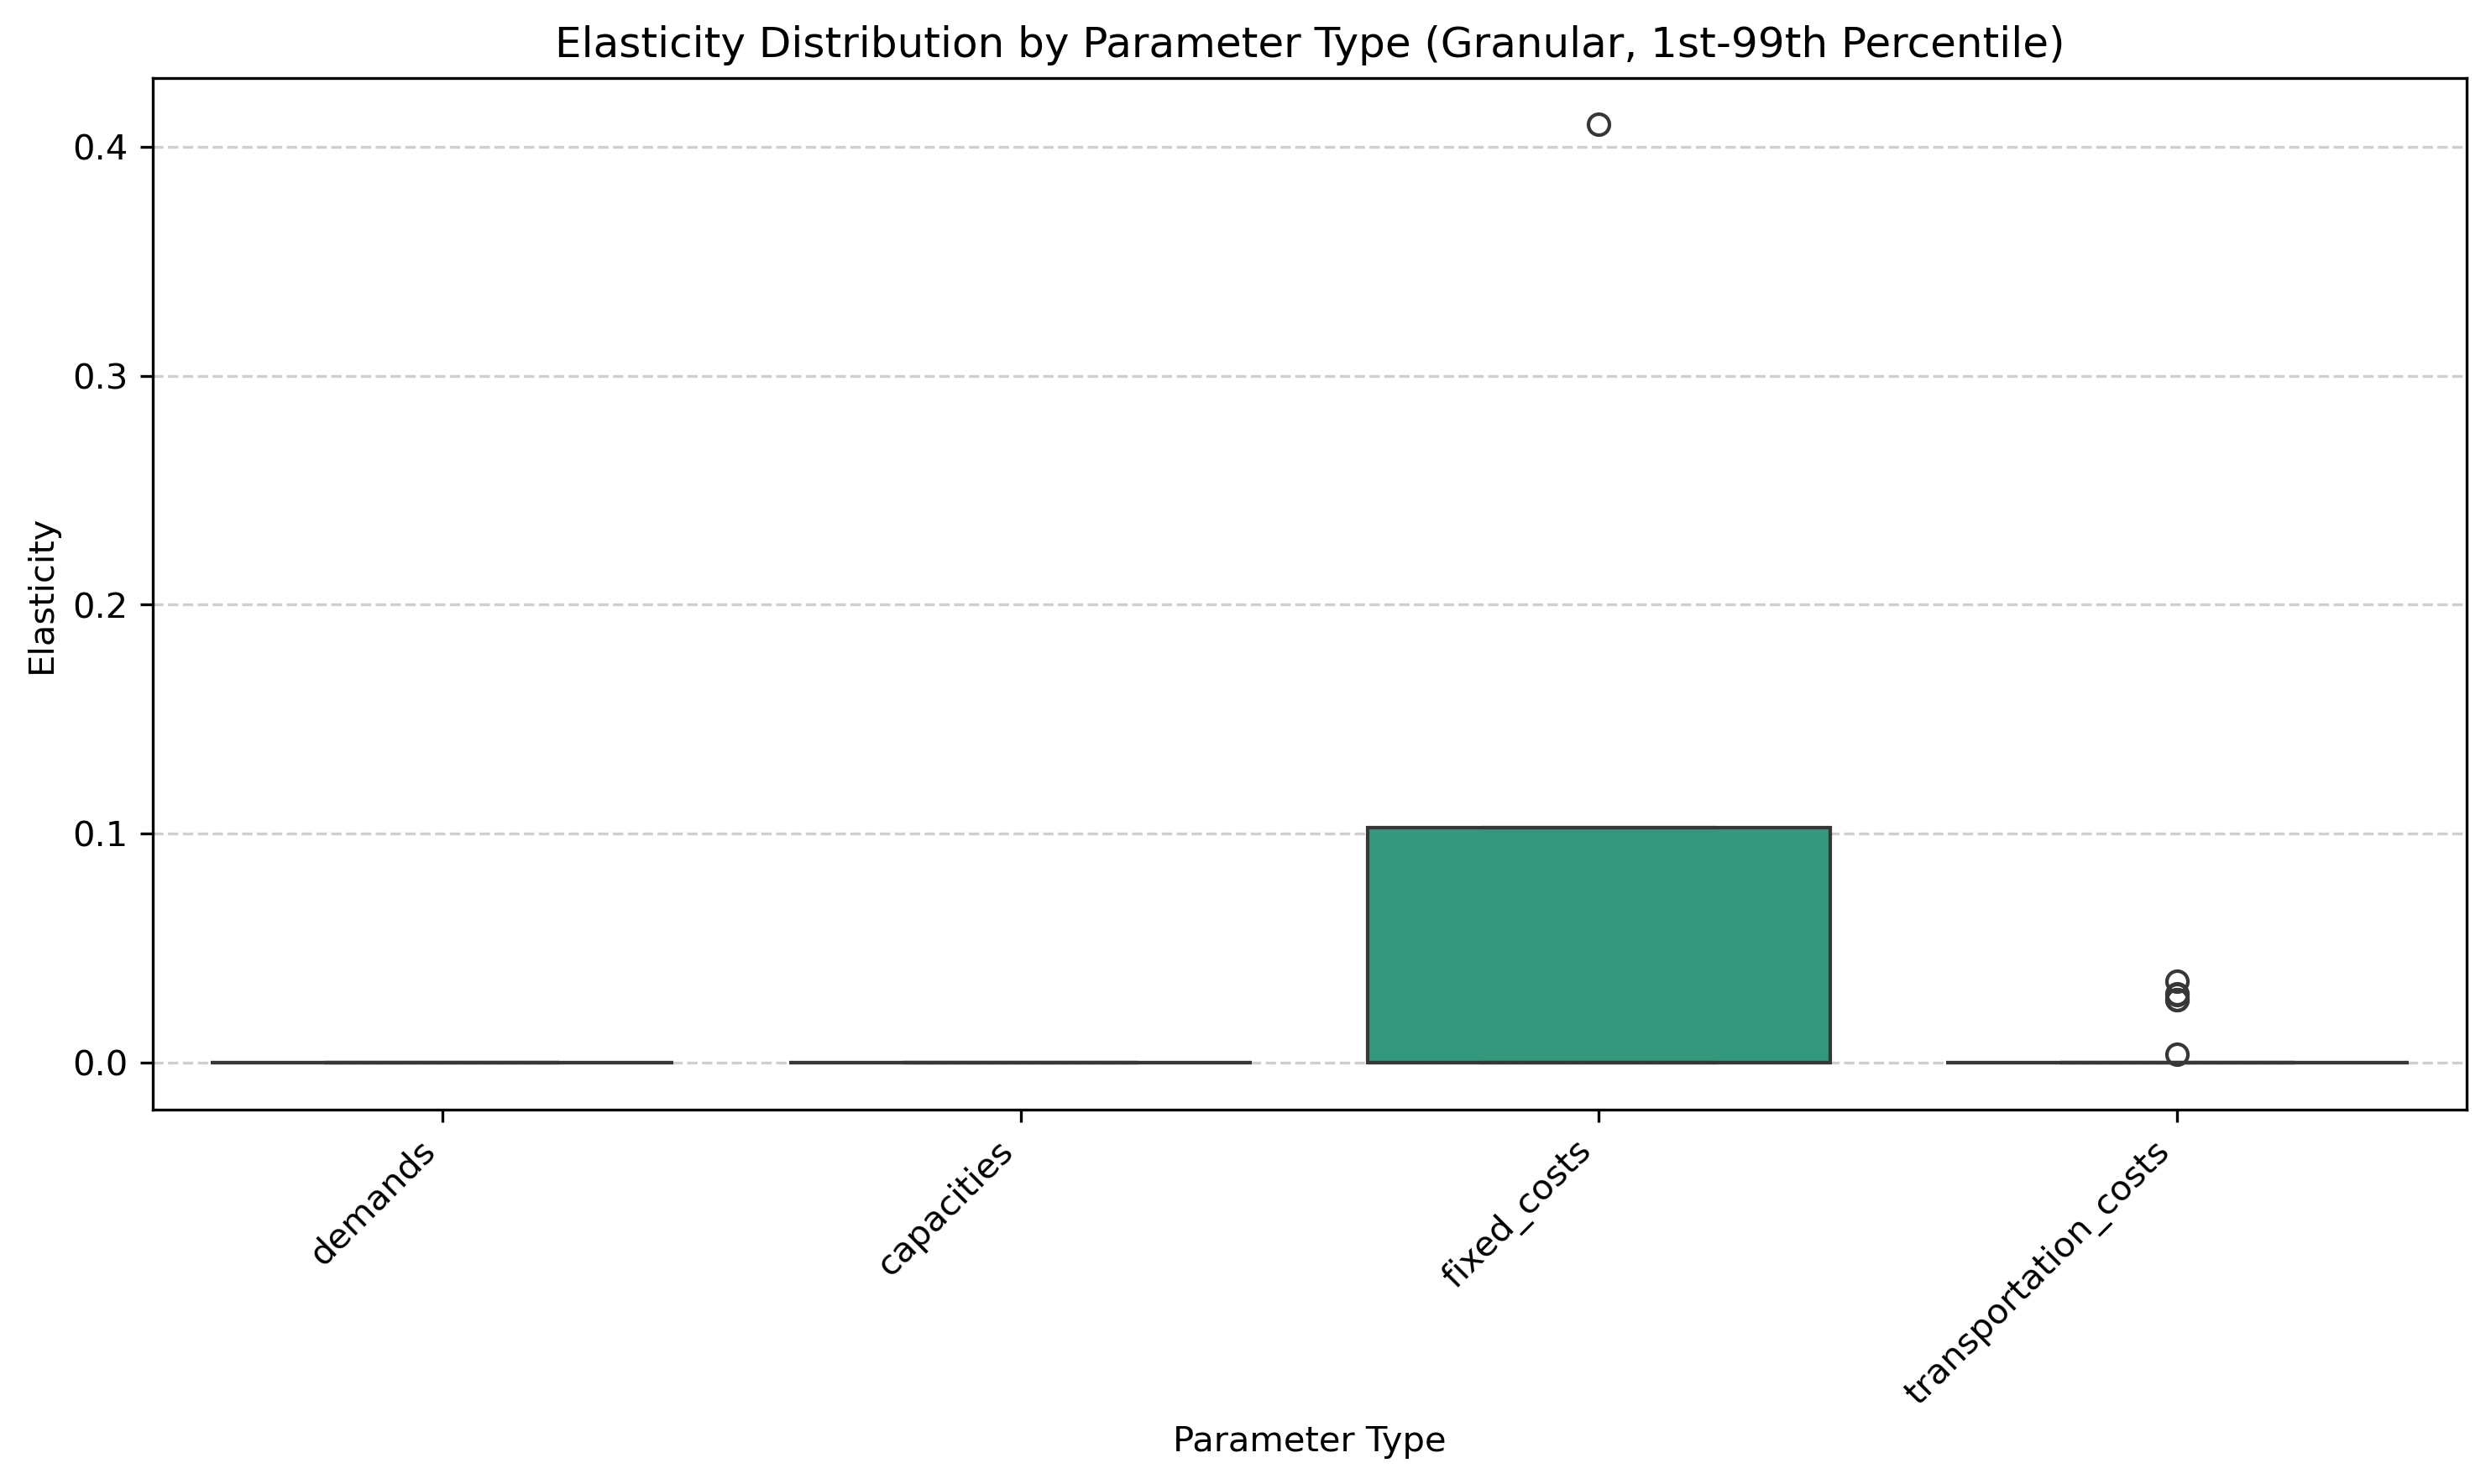 Elasticity Distribution by Parameter Type (Granular, 1st-99th Percentile)
Elasticity
0.4
0.3
0.2
0.1
0.0
demands
capacities
fixed_costs
transportation_costs
Parameter Type